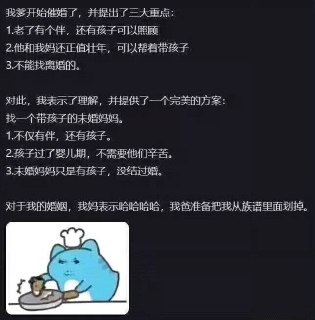 我爹开始催婚了，并提出了三大重点：
1.老了有个伴，还有孩子可以照顾
2.他和我妈还正值壮年，可以帮着带孩子
3.不能找离婚的。
对此，我表示了理解，并提供了一个完美的方案：
找一个带孩子的未婚妈妈。
1.不仅有伴，还有孩子。
2.孩子过了婴儿期，不需要他们辛苦。
3.未婚妈妈只是有孩子，没结过婚。
对于我的婚姻，我妈表示哈哈哈哈，我爸准备把我从族谱里面划掉。